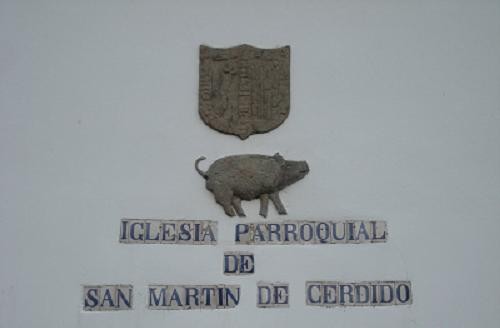 IGLESIA PARROQUIAL
DE
SAN MARTIN DE CERDIDO